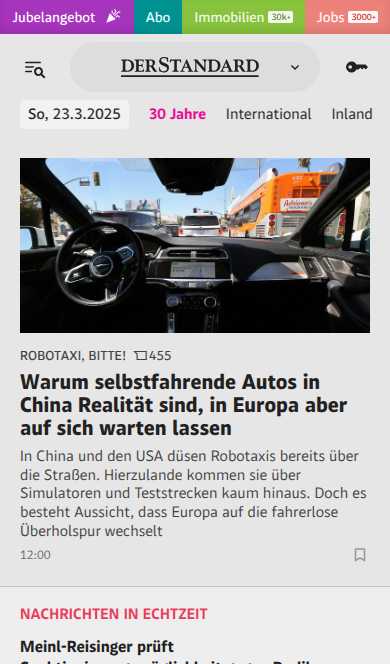 Jubelangebot Abo Immobilien 30k+ Jobs 3000+
DERSTANDARD
So, 23.3.2025 30 Jahre International Inland
ROBOTAXI, BITTE! 455
Warum selbstfahrende Autos in
China Realität sind, in Europa aber
auf sich warten lassen
In China und den USA düsen Robotaxis bereits über
die Straßen. Hierzulande kommen sie über
Simulatoren und Teststrecken kaum hinaus. Doch es
besteht Aussicht, dass Europa auf die fahrerlose
Überholspur wechselt
12:00
NACHRICHTEN IN ECHTZEIT
Meinl-Reisinger prüft